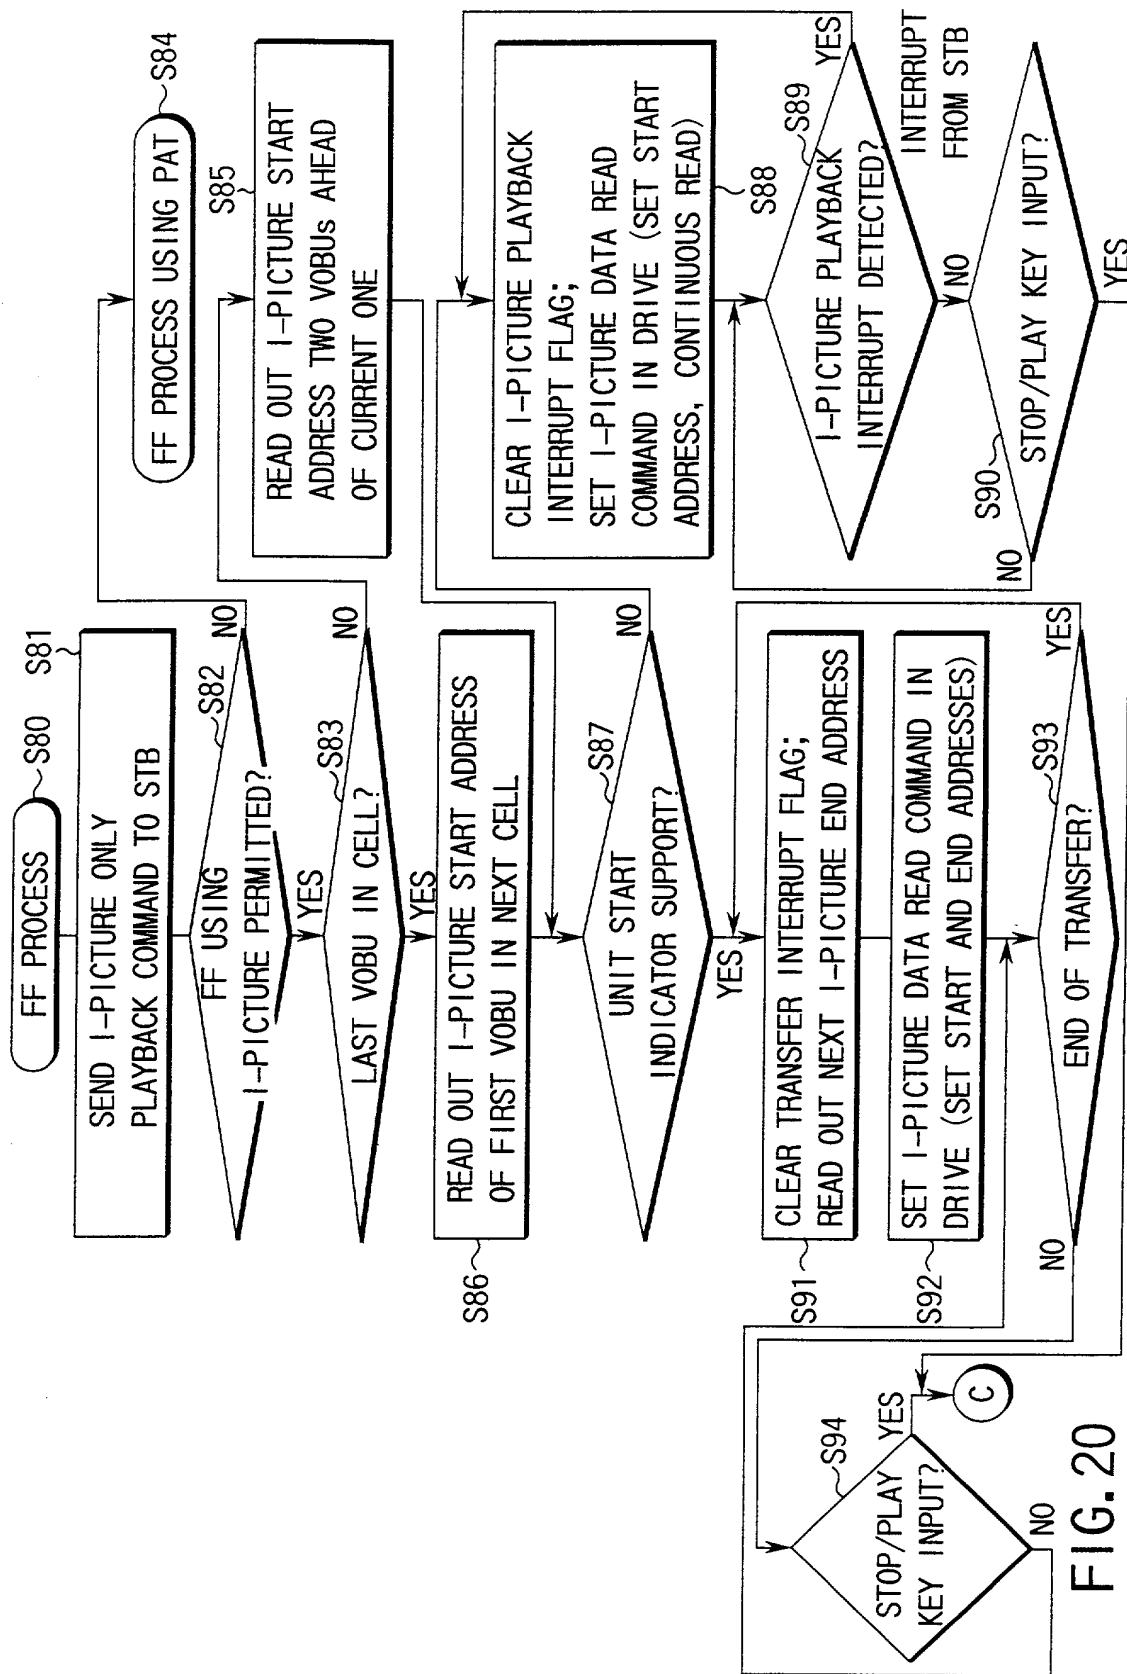 FF PROCESS
S80
SEND I-PICTURE ONLY
PLAYBACK COMMAND TO STB
S81
FF USING
I-PICTURE PERMITTED?
S82
NO
YES
FF PROCESS USING PAT
S84
LAST VOBU IN CELL?
S83
NO
YES
READ OUT I-PICTURE START
ADDRESS TWO VOBUs AHEAD
OF CURRENT ONE
S85
READ OUT I-PICTURE START ADDRESS
OF FIRST VOBU IN NEXT CELL
S86
UNIT START
INDICATOR SUPPORT?
S87
NO
YES
CLEAR I-PICTURE PLAYBACK
INTERRUPT FLAG;
SET I-PICTURE DATA READ
COMMAND IN DRIVE (SET START
ADDRESS, CONTINUOUS READ)
S88
I-PICTURE PLAYBACK
INTERRUPT DETECTED?
S89
YES
NO
INTERRUPT
FROM STB
STOP/PLAY KEY INPUT?
S90
NO
YES
CLEAR TRANSFER INTERRUPT FLAG;
READ OUT NEXT I-PICTURE END ADDRESS
S91
SET I-PICTURE DATA READ COMMAND IN
DRIVE (SET START AND END ADDRESSES)
S92
END OF TRANSFER?
S93
YES
NO
STOP/PLAY
KEY INPUT?
S94
YES
NO
C
FIG. 20